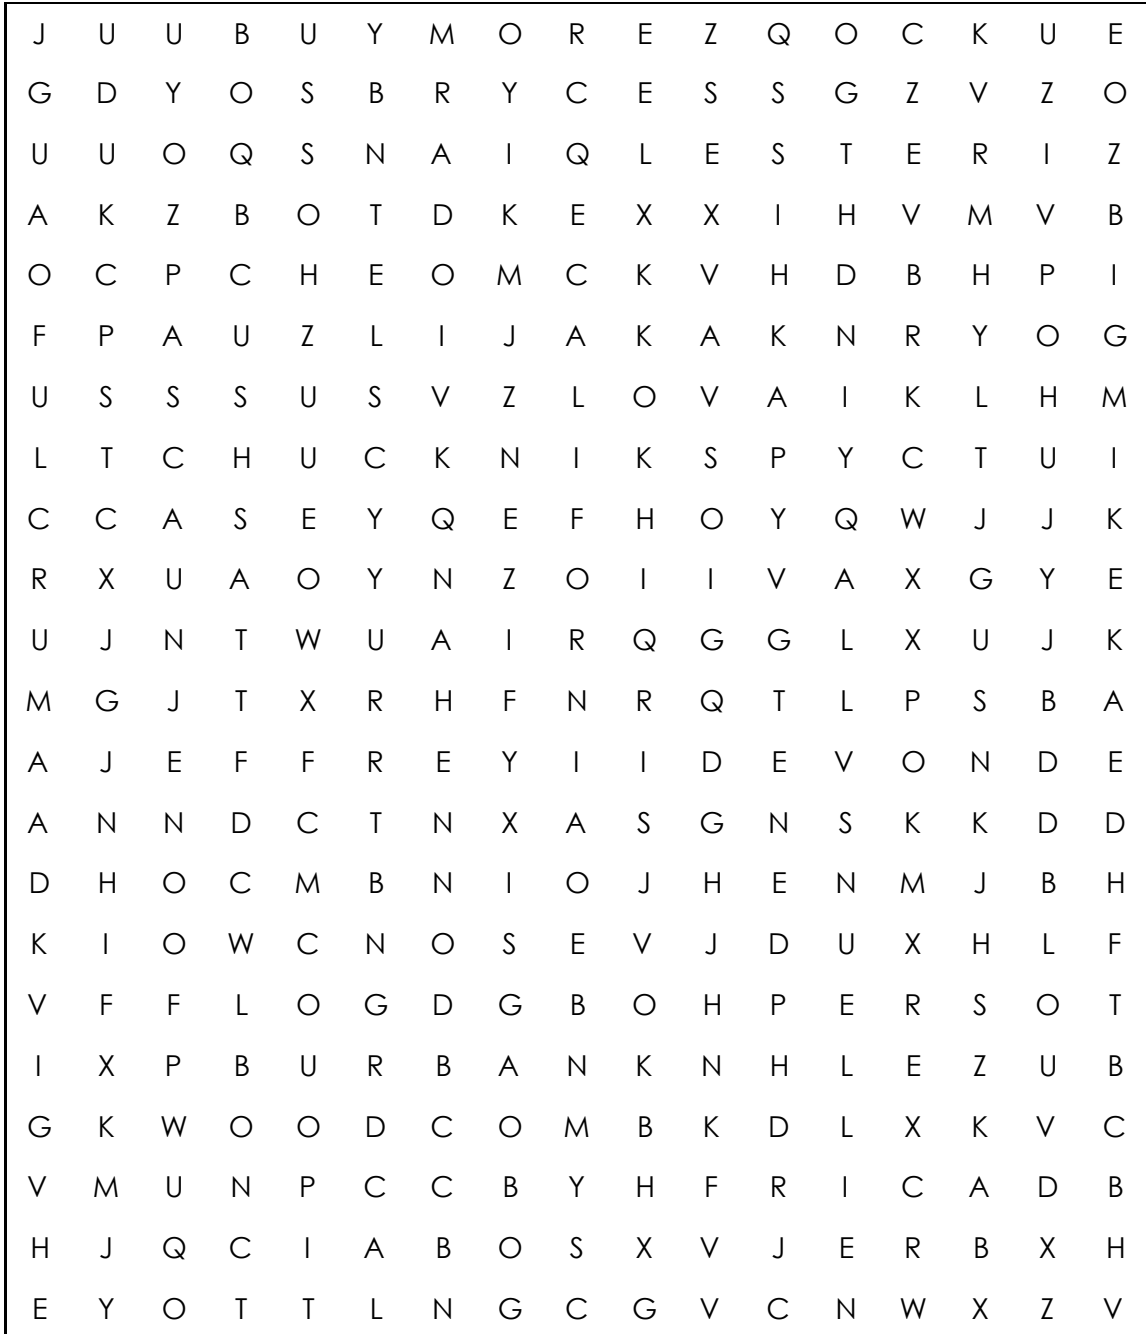 J U U B U Y M O R E Z Q O C K U E
G D Y O S B R Y C E S S G Z V Z O
U U O Q S N A I Q L E S T E R I Z
A K Z B O T D K E X X I H V M V B
O C P C H E O M C K V H D B H P I
F P A U Z L I J A K A K N R Y O G
U S S S U S V Z L O V A I K L H M
L T C H U C K N I K S P Y C T U I
C C A S E Y Q E F H O Y Q W J J K
R X U A O Y N Z O I I V A X G Y E
U J N T W U A I R Q G G L X U J K
M G J T X R H F N R Q T L P S B A
A J E F F R E Y I I D E V O N D E
A N N D C T N X A S G N S K K D D
D H O C M B N I O J H E N M J B H
K I O W C N O S E V J D U X H L F
V F F L O G D G B O H P E R S O T
I X P B U R B A N K N H L E Z U B
G K W O O D C O M B K D L X K V C
V M U N P C C B Y H F R I C A D B
H J Q C I A B O S X V J E R B X H
E Y O T T L N G C G V C N W X Z V